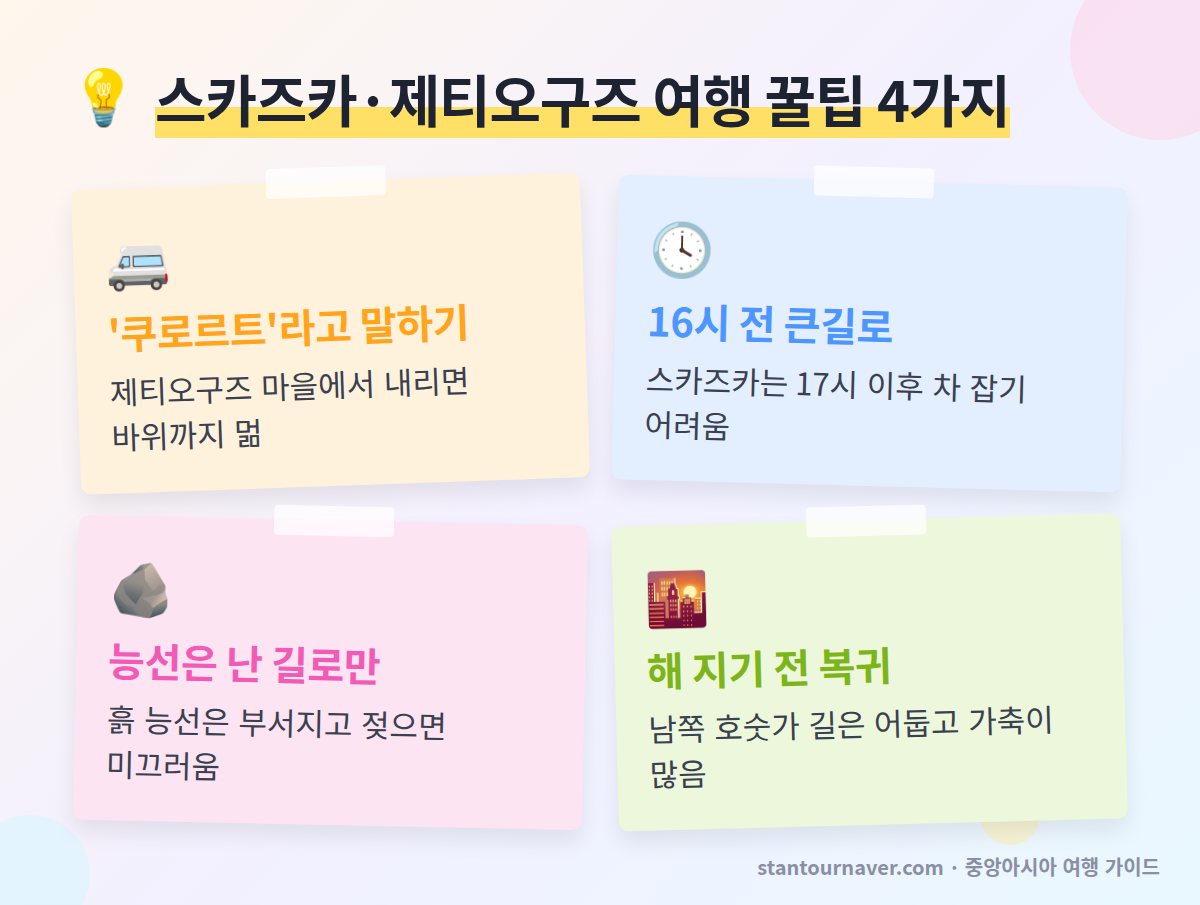 스카즈카·제티오구즈 여행 꿀팁 4가지
'쿠로르트'라고 말하기
제티오구즈 마을에서 내리면
바위까지 멂
16시 전 큰길로
스카즈카는 17시 이후 차 잡기
어려움
능선은 난 길로만
흙 능선은 부서지고 젖으면
미끄러움
해 지기 전 복귀
남쪽 호숫가 길은 어둡고 가축이
많음
stantournaver.com · 중앙아시아 여행 가이드